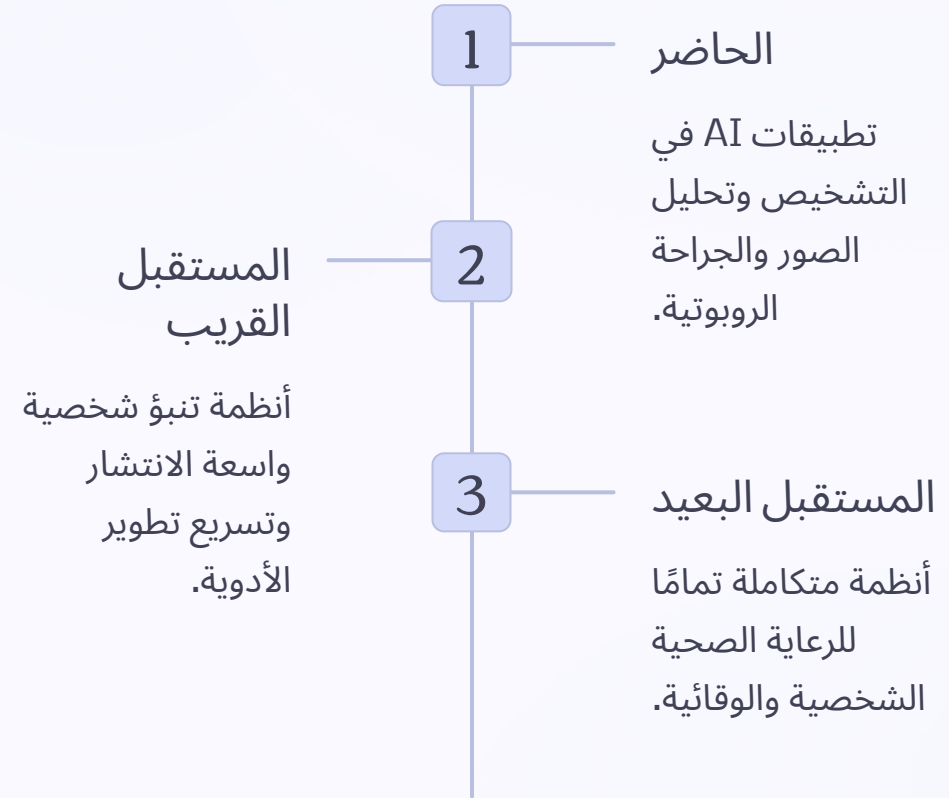 1
الحاضر
تطبيقات AI في
التشخيص وتحليل
الصور والجراحة
الروبوتية.
2
المستقبل
القريب
أنظمة تنبؤ شخصية
واسعة الانتشار
وتسريع تطوير
الأدوية.
3
المستقبل البعيد
أنظمة متكاملة تمامًا
للرعاية الصحية
الشخصية والوقائية.